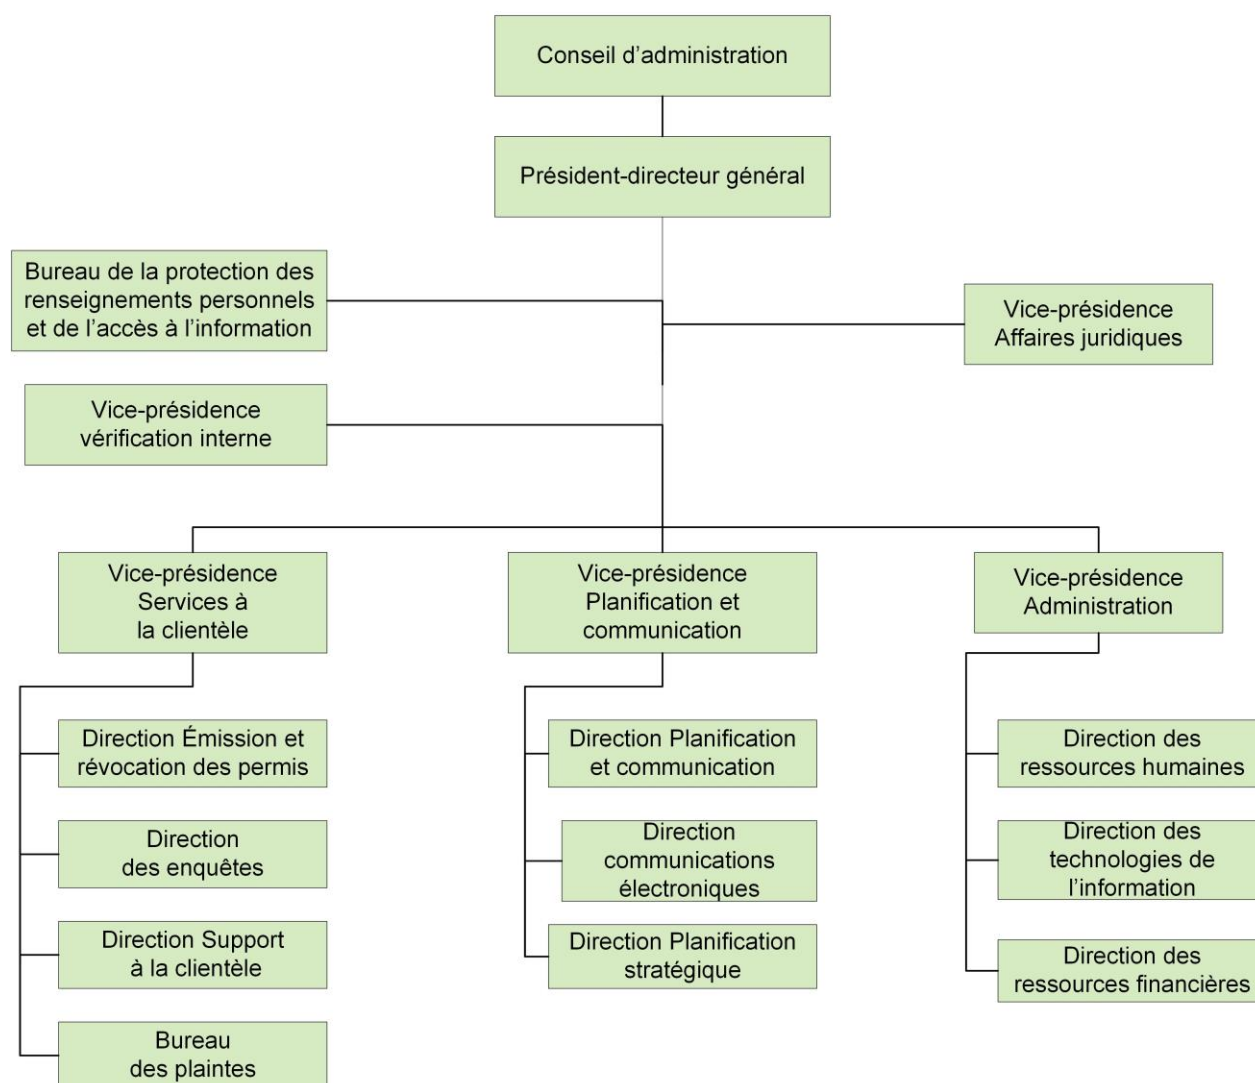 Conseil d’administration
Président-directeur général
Bureau de la protection des
renseignements personnels
et de l’accès à l’information
Vice-présidence
Affaires juridiques
Vice-présidence
vérification interne
Vice-présidence
Services à
la clientèle
Vice-présidence
Planification et
communication
Vice-présidence
Administration
Direction Émission et
révocation des permis
Direction
des enquêtes
Direction Support
à la clientèle
Bureau
des plaintes
Direction Planification
et communication
Direction
communications
électroniques
Direction Planification
stratégique
Direction des
ressources humaines
Direction des
technologies de
l’information
Direction des
ressources financières